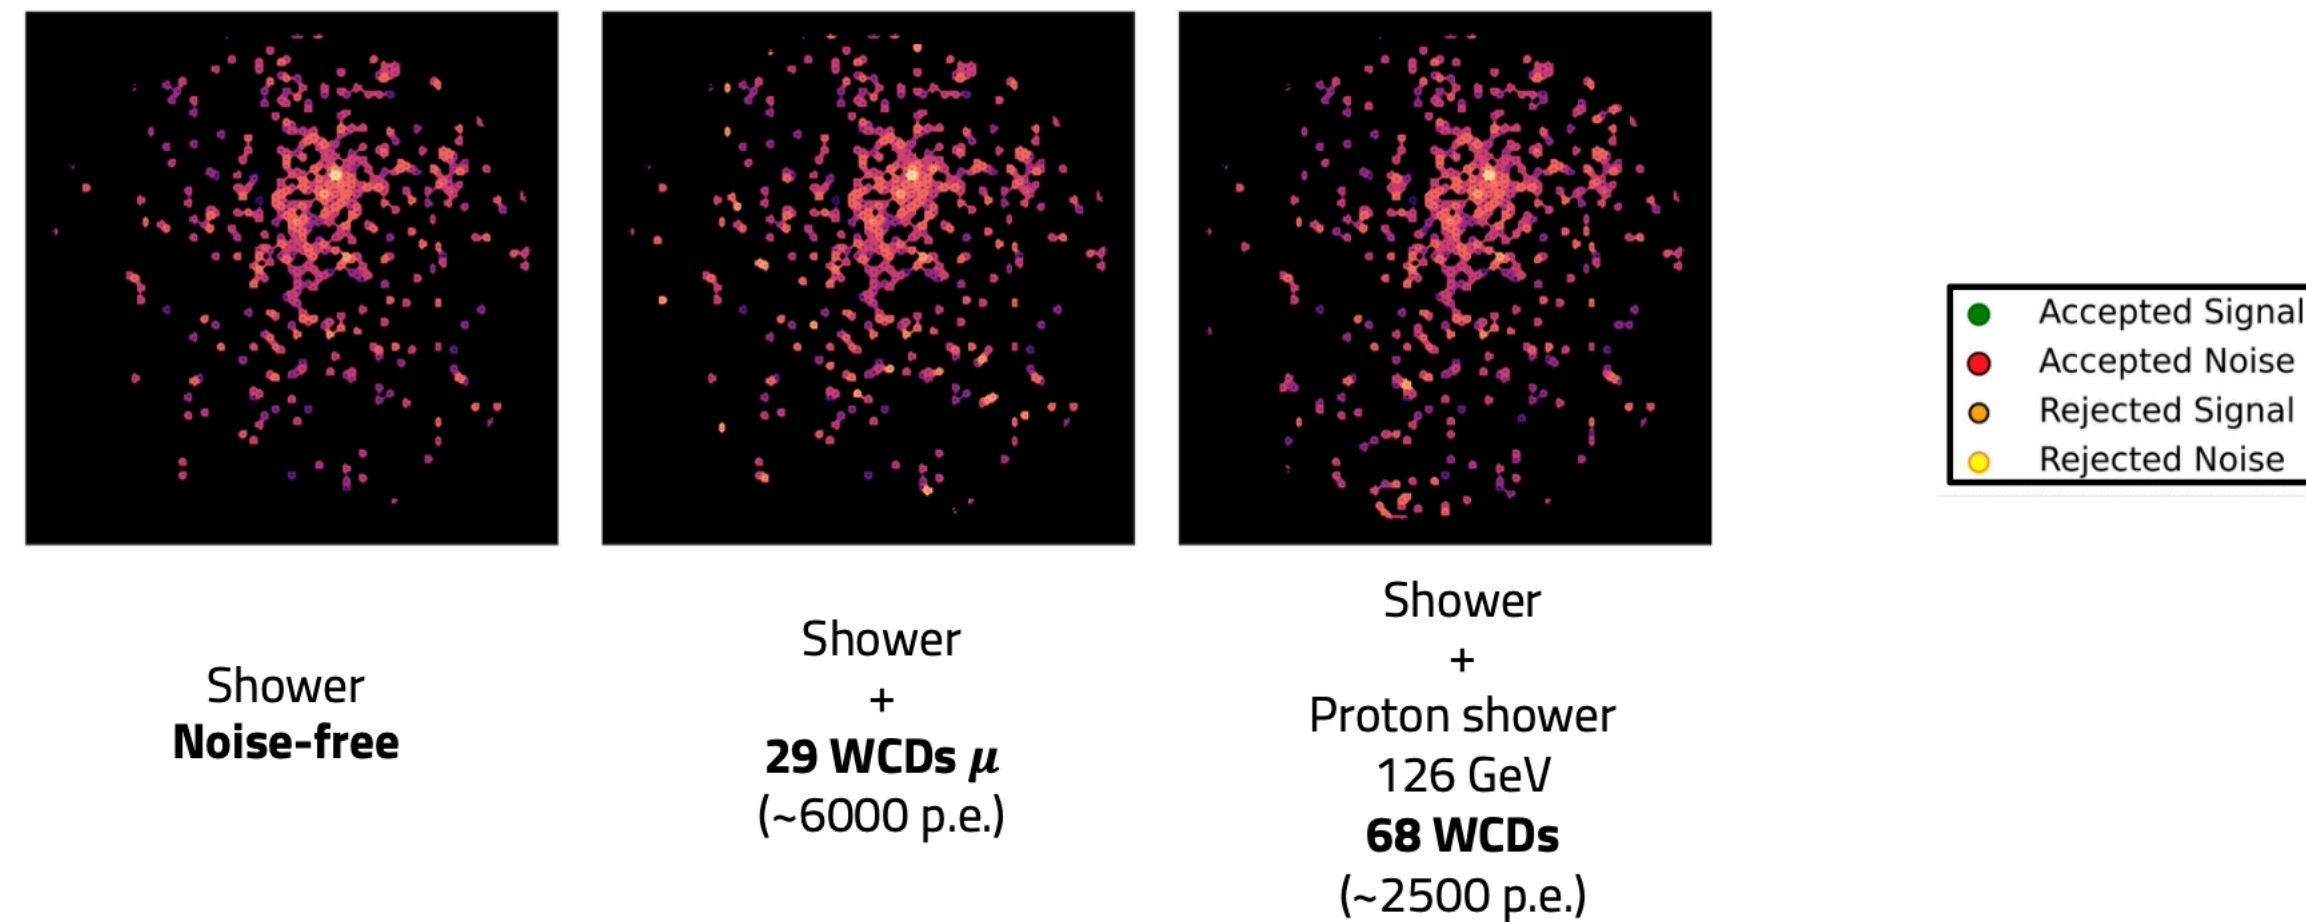 Shower
Noise-free
Shower
+
29 WCDs μ
(~6000 p.e.)
Shower
+
Proton shower
126 GeV
68 WCDs
(~2500 p.e.)
Accepted Signal
Accepted Noise
Rejected Signal
Rejected Noise